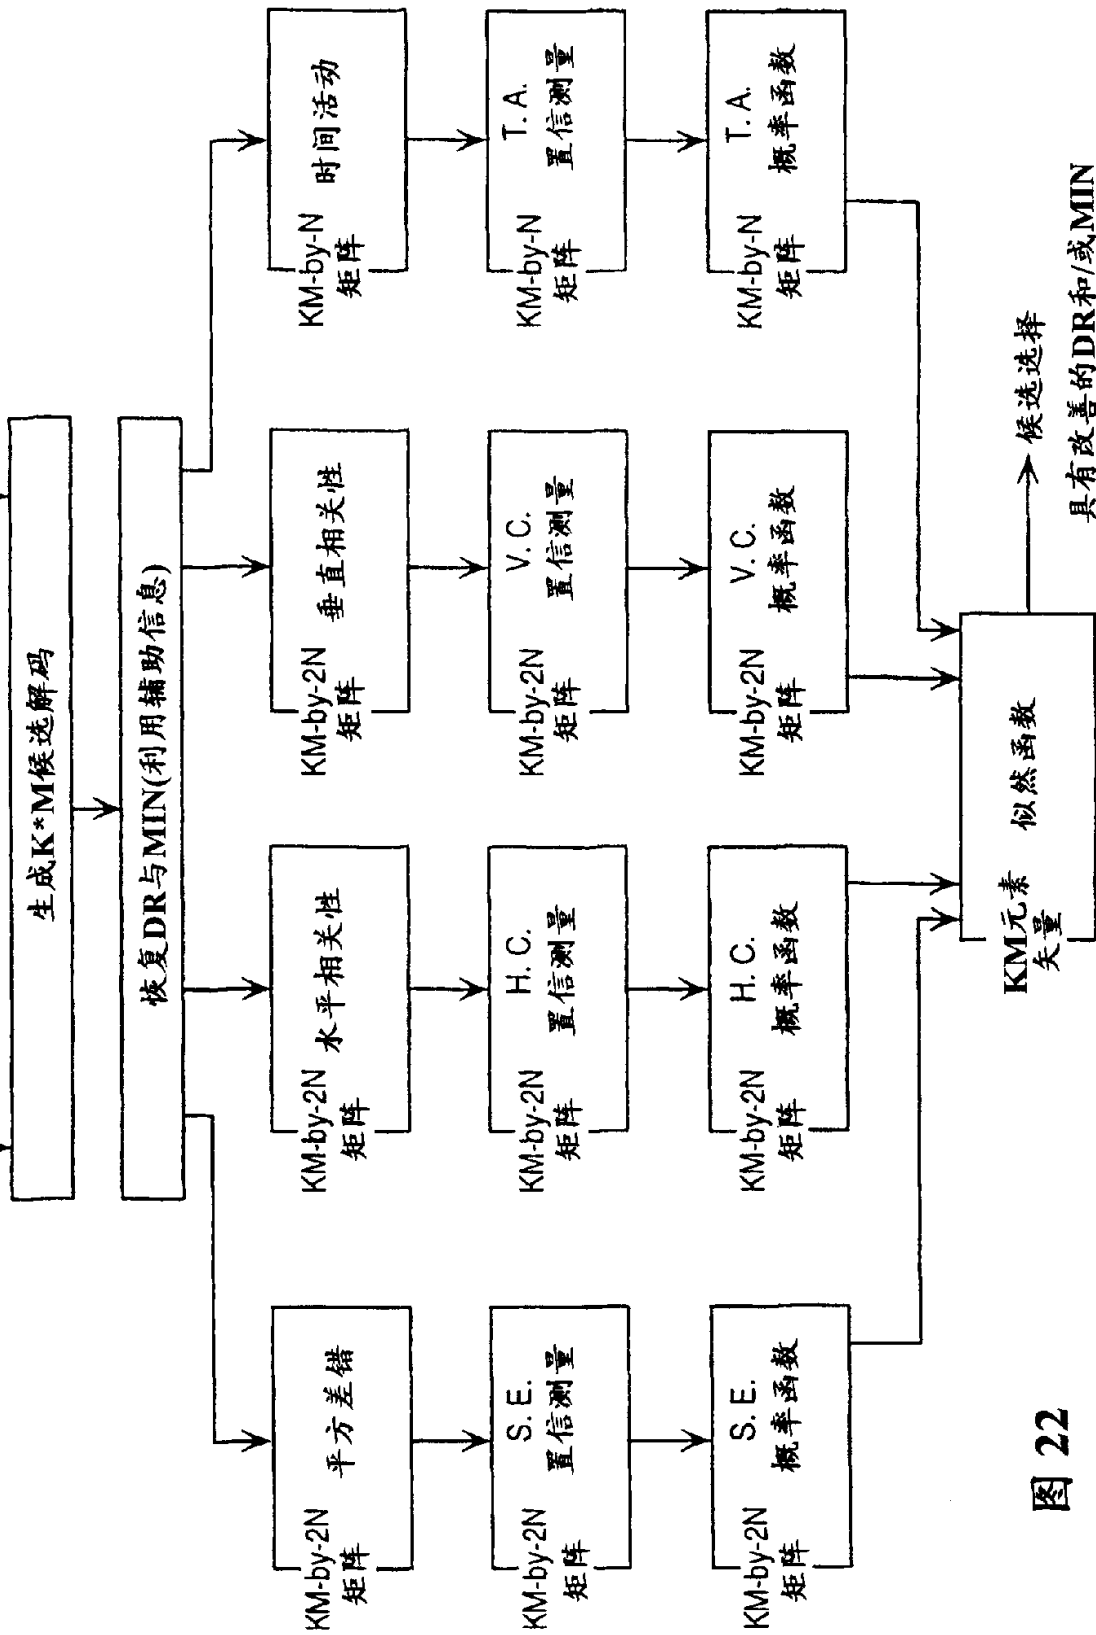 生成K*M候选解码
恢复DR与MIN(利用辅助信息)
KM-by-2N
矩阵
平方差错
KM-by-2N
矩阵
水平相关性
KM-by-2N
矩阵
垂直相关性
KM-by-N
矩阵
时间活动
KM-by-2N
矩阵
S.E.
置信测量
KM-by-2N
矩阵
H.C.
置信测量
KM-by-2N
矩阵
V.C.
置信测量
KM-by-N
矩阵
T.A.
置信测量
KM-by-2N
矩阵
S.E.
概率函数
KM-by-2N
矩阵
H.C.
概率函数
KM-by-2N
矩阵
V.C.
概率函数
KM-by-N
矩阵
T.A.
概率函数
KM元素
矢量
似然函数
候选选择
具有改善的DR和/或MIN
图 22